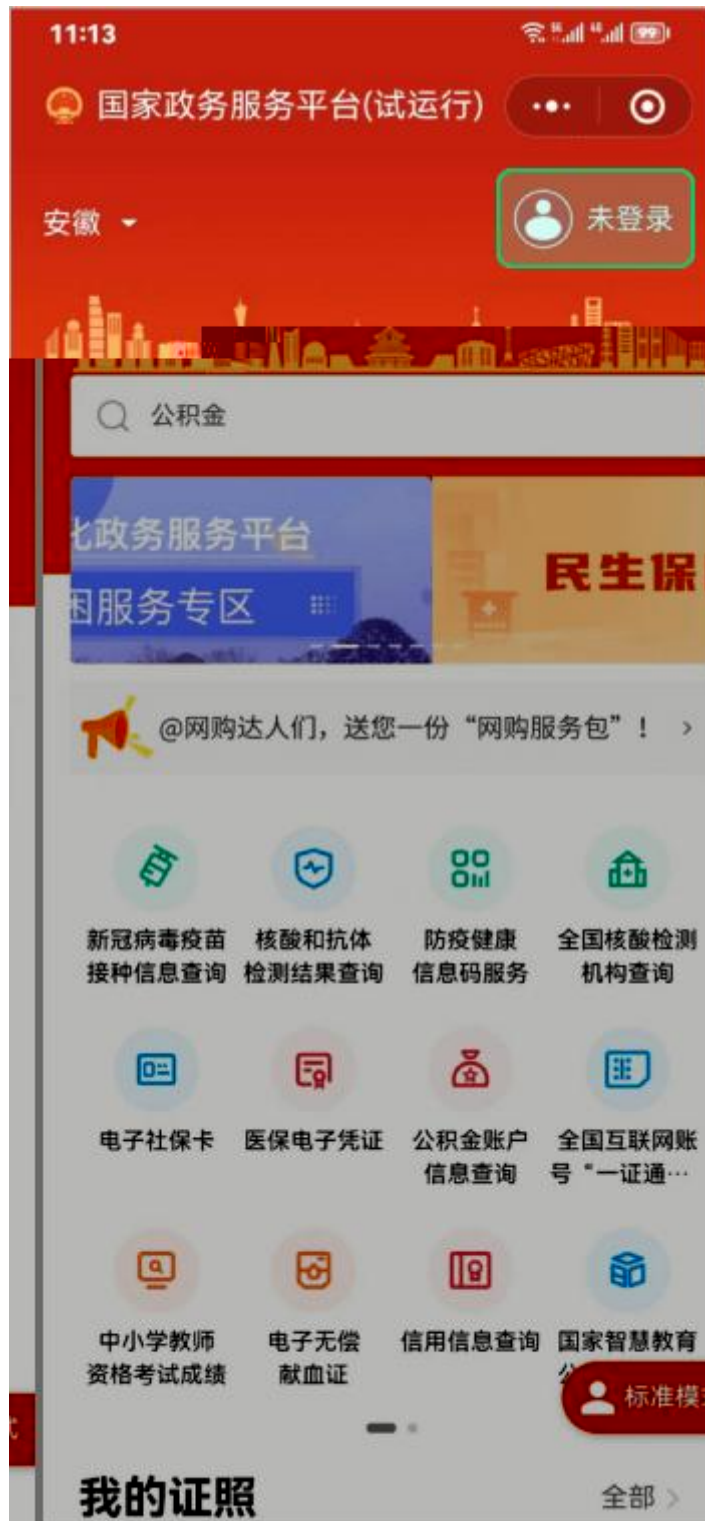 11:13
99
国家政务服务平台(试运行)
安徽
未登录
公积金
政务服务平台
服务专区
民生保
@网购达人们，送您一份“网购服务包”！
新冠病毒疫苗 核酸和抗体 防疫健康 全国核酸检测
接种信息查询 检测结果查询 信息码服务 机构查询
电子社保卡 医保电子凭证 公积金账户 全国互联网账
信息查询 号“一证通…
中小学教师 电子无偿 信用信息查询 国家智慧教育
资格考试成绩 献血证
标准模
我的证照
全部